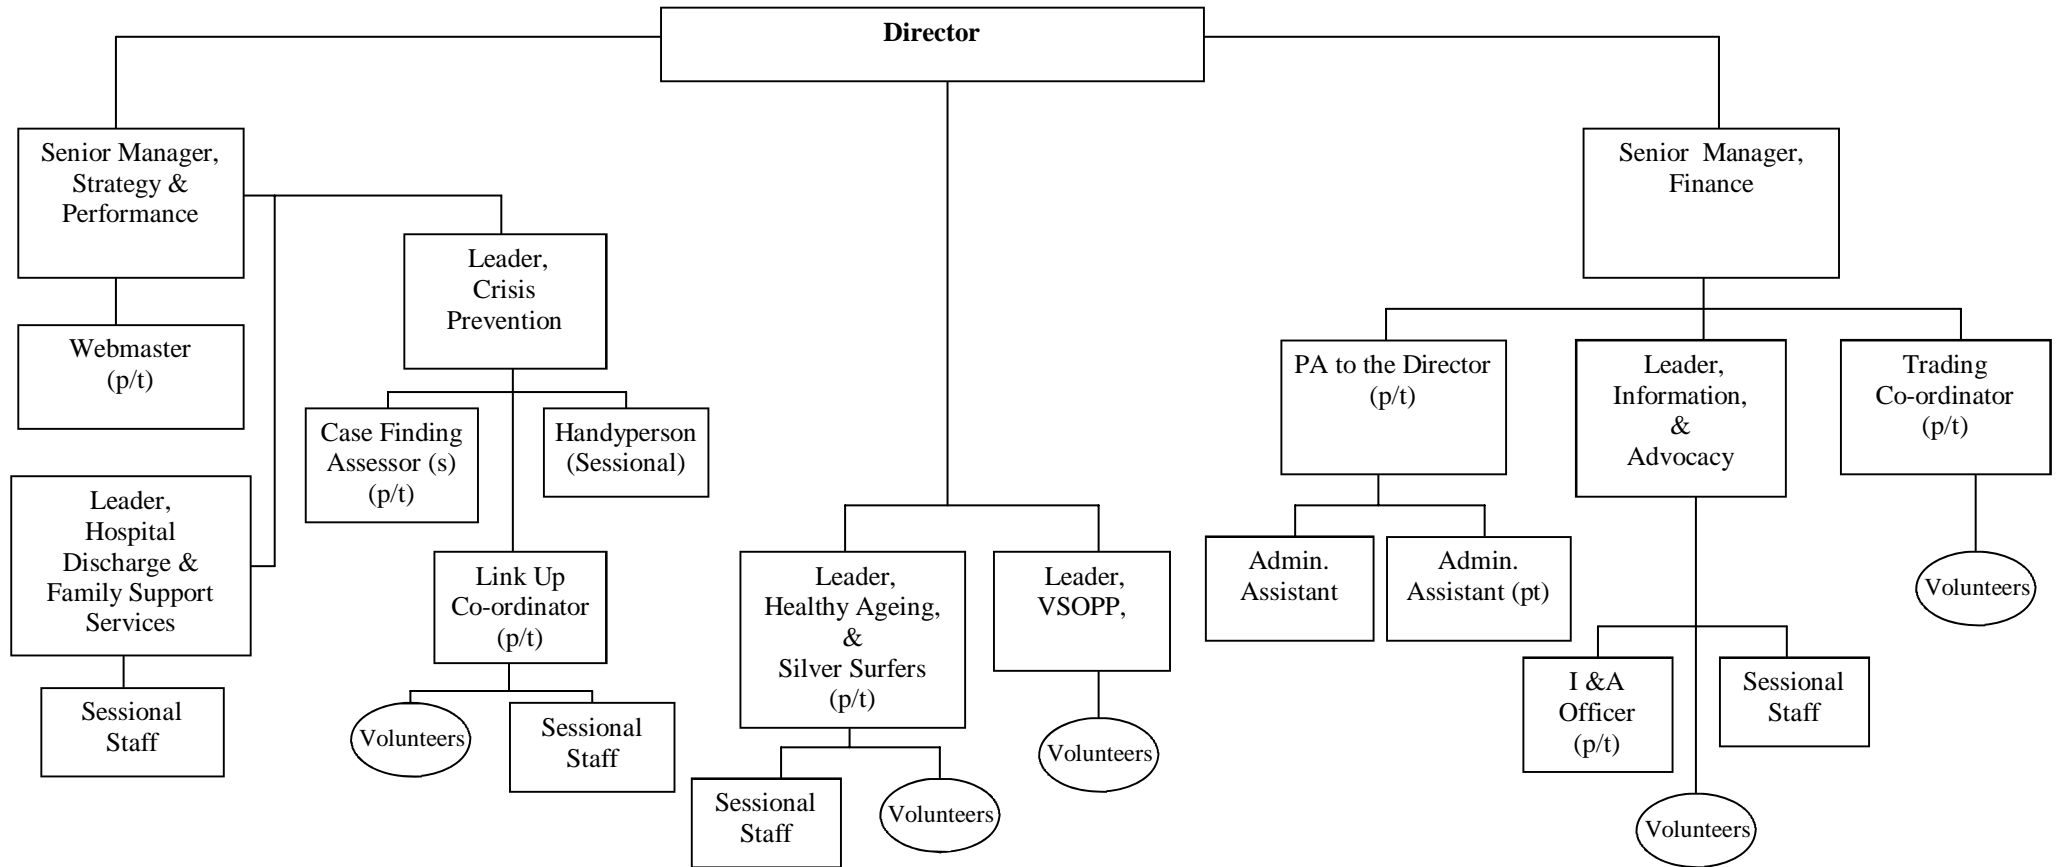 Director
Senior Manager,
Strategy &
Performance
Senior Manager,
Finance
Leader,
Crisis
Prevention
Webmaster
(p/t)
PA to the Director
(p/t)
Leader,
Information,
&
Advocacy
Trading
Co-ordinator
(p/t)
Case Finding
Assessor (s)
(p/t)
Handyperson
(Sessional)
Leader,
Hospital
Discharge &
Family Support
Services
Link Up
Co-ordinator
(p/t)
Leader,
Healthy Ageing,
&
Silver Surfers
(p/t)
Leader,
VSOPP,
Admin.
Assistant
Admin.
Assistant (pt)
Volunteers
I &A
Officer
(p/t)
Sessional
Staff
Sessional
Staff
Volunteers
Sessional
Staff
Volunteers
Sessional
Staff
Volunteers
Volunteers